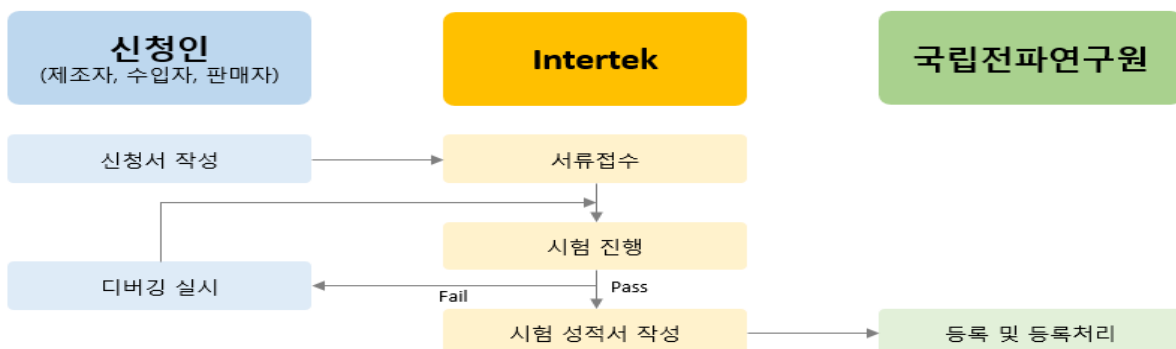 신청인
(제조자, 수입자, 판매자)
Intertek
국립전파연구원
신청서 작성
서류접수
시험 진행
디버깅 실시
Fail
Pass
시험 성적서 작성
등록 및 등록처리